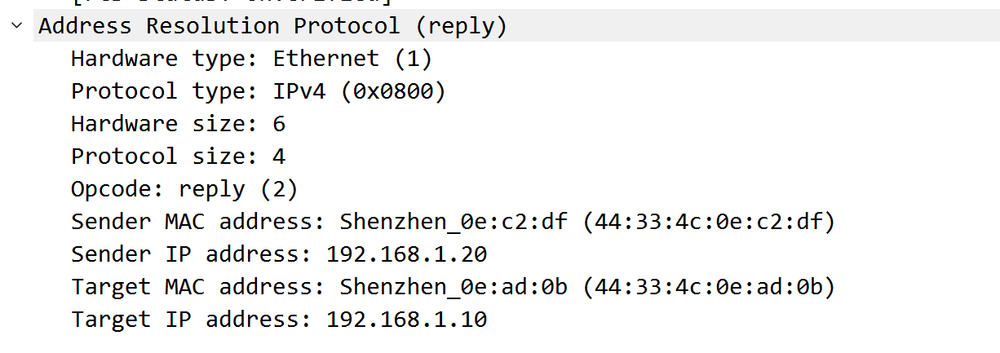 Address Resolution Protocol (reply)
Hardware type: Ethernet (1)
Protocol type: IPv4 (0x0800)
Hardware size: 6
Protocol size: 4
Opcode: reply (2)
Sender MAC address: Shenzhen_0e:c2:df (44:33:4c:0e:c2:df)
Sender IP address: 192.168.1.20
Target MAC address: Shenzhen_0e:ad:0b (44:33:4c:0e:ad:0b)
Target IP address: 192.168.1.10